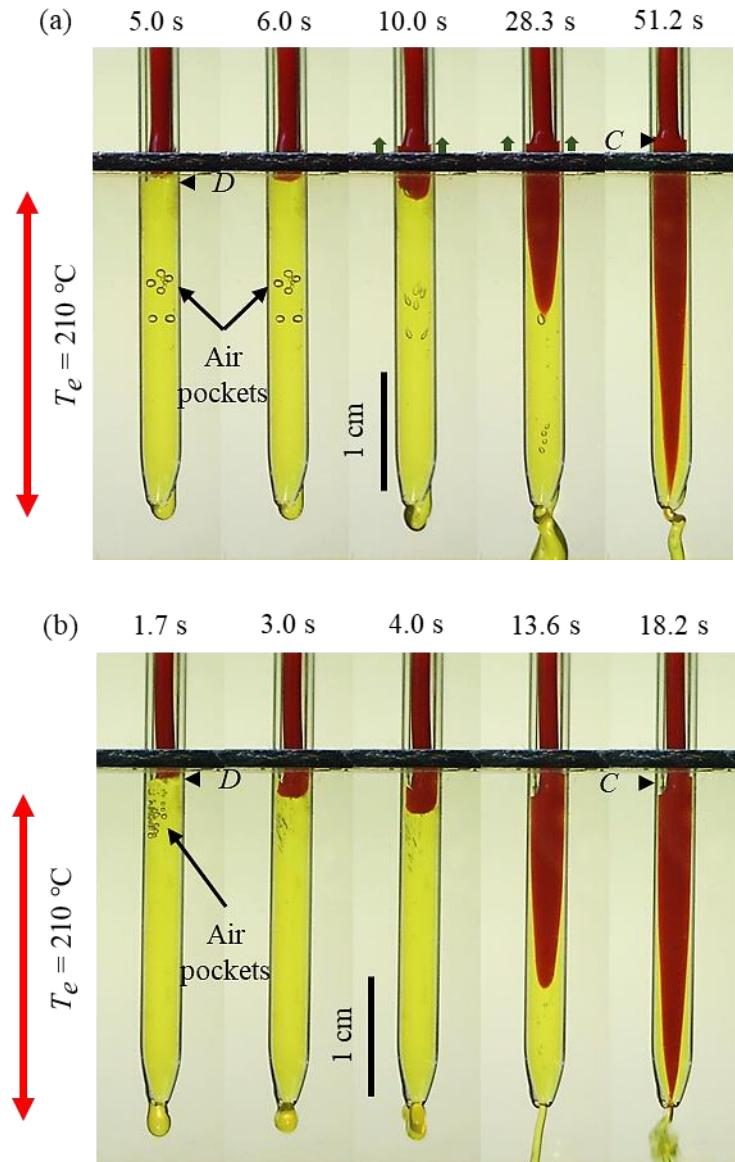 (a) 5.0 s 6.0 s 10.0 s 28.3 s 51.2 s
C
D
Tₑ = 210 °C
Air
pockets
1 cm
(b) 1.7 s 3.0 s 4.0 s 13.6 s 18.2 s
D
C
Tₑ = 210 °C
Air
pockets
1 cm